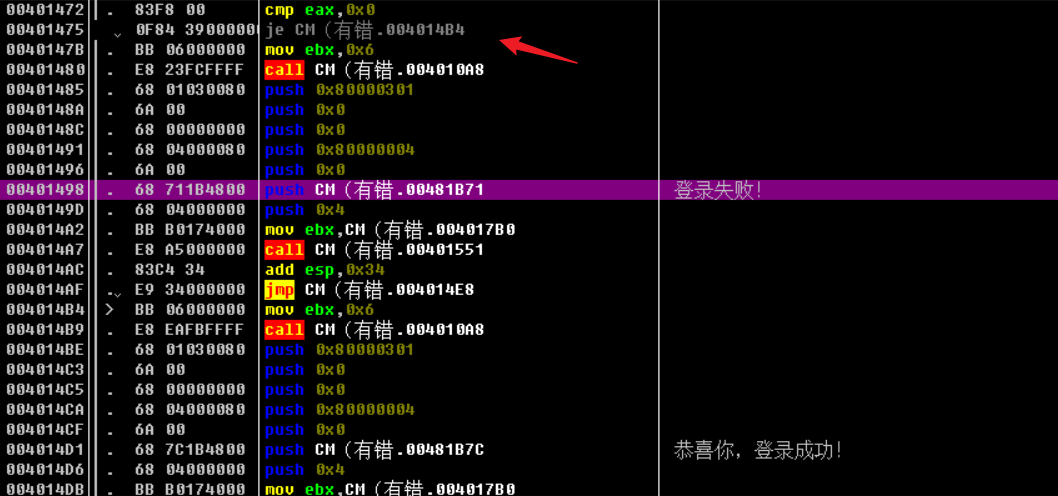 00401472 . 83F8 00 cmp eax,0x0
00401475 .⌄ 0F84 3900000 je CM (有错.004014B4
0040147B . BB 06000000 mov ebx,0x6
00401480 . E8 23FCFFFF call CM (有错.004010A8
00401485 . 68 01030080 push 0x80000301
0040148A . 6A 00 push 0x0
0040148C . 68 00000000 push 0x0
00401491 . 68 04000080 push 0x80000004
00401496 . 6A 00 push 0x0
00401498 . 68 711B4800 push CM (有错.00481B71 登录失败!
0040149D . 68 04000000 push 0x4
004014A2 . BB B0174000 mov ebx,CM (有错.004017B0
004014A7 . E8 A5000000 call CM (有错.00401551
004014AC . 83C4 34 add esp,0x34
004014AF .⌄ E9 34000000 jmp CM (有错.004014E8
004014B4 > BB 06000000 mov ebx,0x6
004014B9 . E8 EAFBFFFF call CM (有错.004010A8
004014BE . 68 01030080 push 0x80000301
004014C3 . 6A 00 push 0x0
004014C5 . 68 00000000 push 0x0
004014CA . 68 04000080 push 0x80000004
004014CF . 6A 00 push 0x0
004014D1 . 68 7C1B4800 push CM (有错.00481B7C 恭喜你，登录成功!
004014D6 . 68 04000000 push 0x4
004014DB . BB B0174000 mov ebx,CM (有错.004017B0